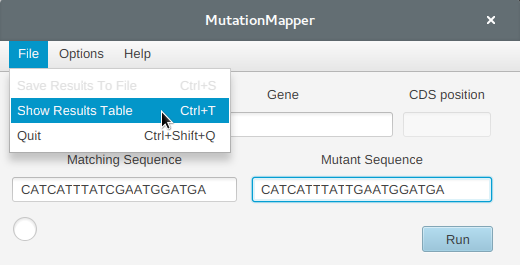 MutationMapper
File Options Help
Save Results To File Ctrl+S
Show Results Table Ctrl+T
Quit Ctrl+Shift+Q
Gene CDS position
Matching Sequence Mutant Sequence
CATCATTTATCGAATGGATGA CATCATTTATTGAATGGATGA
Run